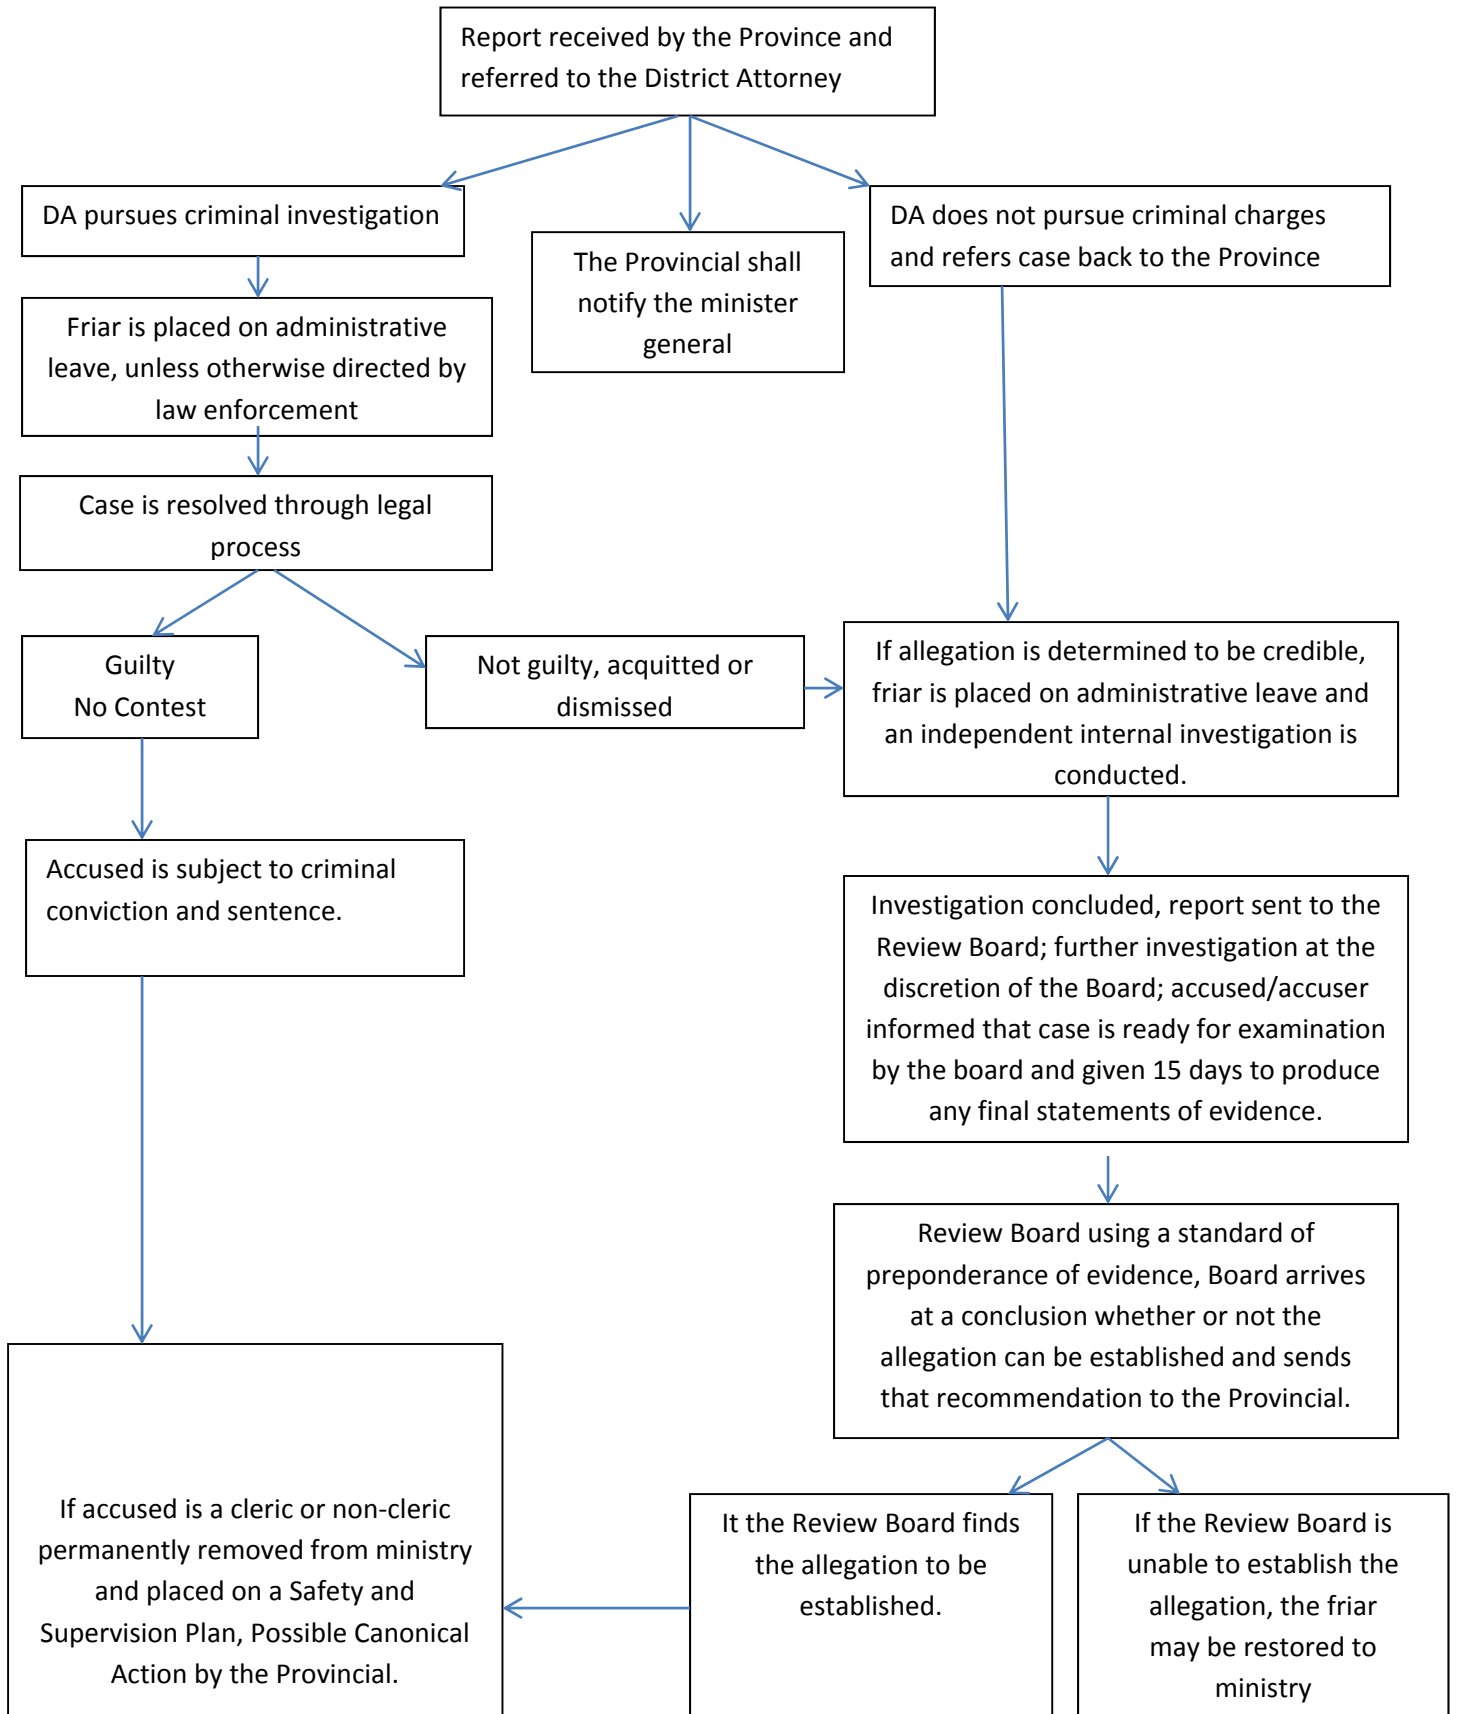 Report received by the Province and
referred to the District Attorney
DA pursues criminal investigation
The Provincial shall
notify the minister
general
DA does not pursue criminal charges
and refers case back to the Province
Friar is placed on administrative
leave, unless otherwise directed by
law enforcement
Case is resolved through legal
process
Guilty
No Contest
Not guilty, acquitted or
dismissed
If allegation is determined to be credible,
friar is placed on administrative leave and
an independent internal investigation is
conducted.
Accused is subject to criminal
conviction and sentence.
Investigation concluded, report sent to the
Review Board; further investigation at the
discretion of the Board; accused/accuser
informed that case is ready for examination
by the board and given 15 days to produce
any final statements of evidence.
Review Board using a standard of
preponderance of evidence, Board arrives
at a conclusion whether or not the
allegation can be established and sends
that recommendation to the Provincial.
If accused is a cleric or non-cleric
permanently removed from ministry
and placed on a Safety and
Supervision Plan, Possible Canonical
Action by the Provincial.
It the Review Board finds
the allegation to be
established.
If the Review Board is
unable to establish the
allegation, the friar
may be restored to
ministry